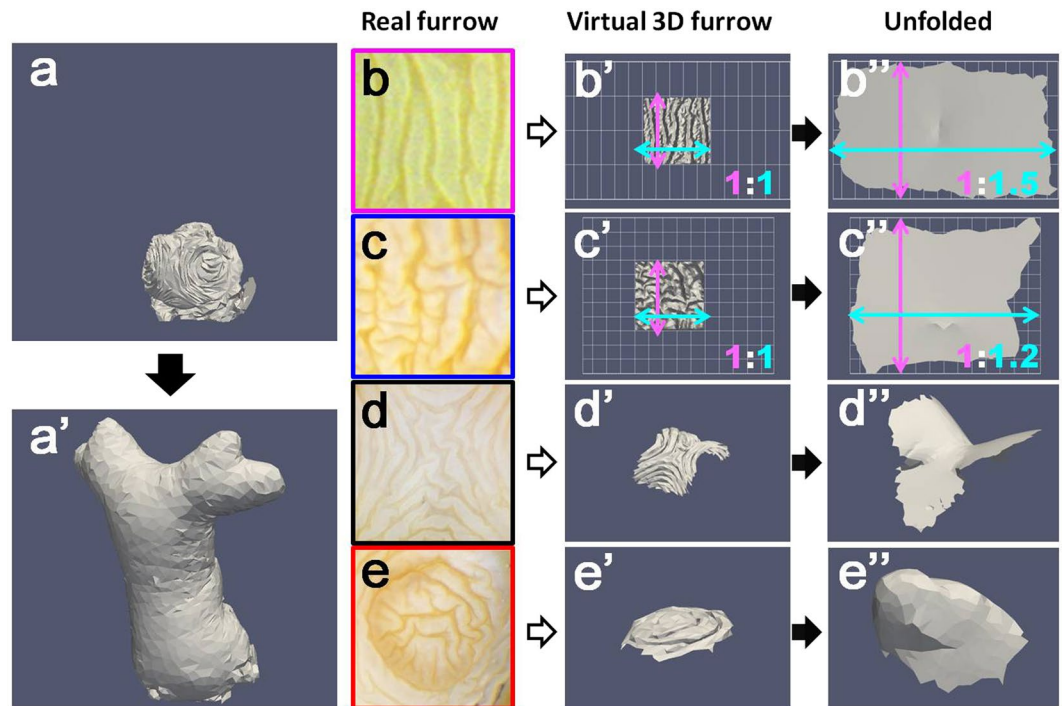 Real furrow Virtual 3D furrow Unfolded
a b b’ b’’
1:1 1:1.5
c c’ c’’
1:1 1:1.2
a’ d d’ d’’
e e’ e’’